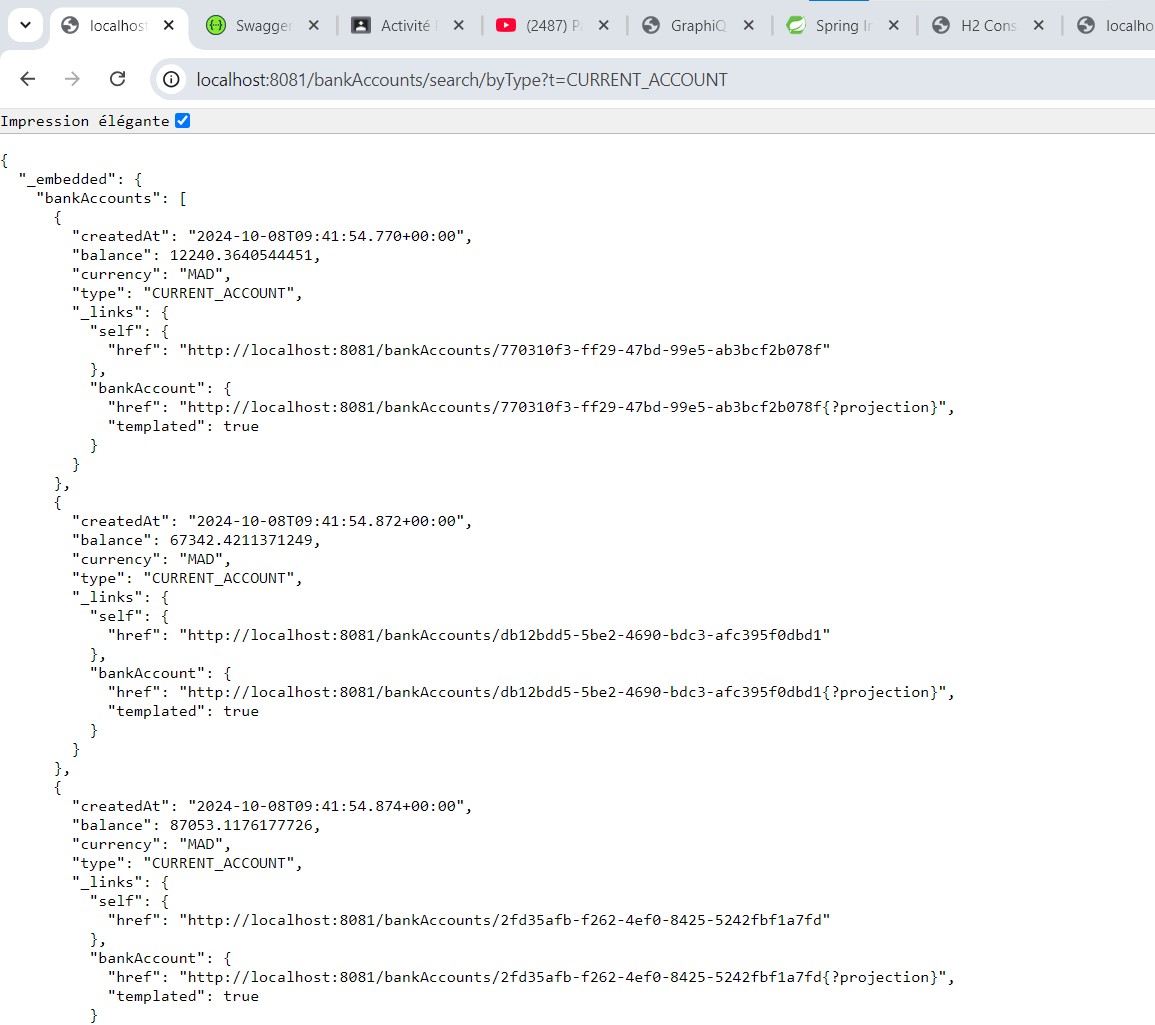 localhost
Swagger
Activité
(2487) P
GraphiQ
Spring In
H2 Cons
localho
localhost:8081/bankAccounts/search/byType?t=CURRENT_ACCOUNT
Impression élégante
{
  "_embedded": {
    "bankAccounts": [
      {
        "createdAt": "2024-10-08T09:41:54.770+00:00",
        "balance": 12240.3640544451,
        "currency": "MAD",
        "type": "CURRENT_ACCOUNT",
        "_links": {
          "self": {
            "href": "http://localhost:8081/bankAccounts/770310f3-ff29-47bd-99e5-ab3bcf2b078f"
          },
          "bankAccount": {
            "href": "http://localhost:8081/bankAccounts/770310f3-ff29-47bd-99e5-ab3bcf2b078f{?projection}",
            "templated": true
          }
        }
      },
      {
        "createdAt": "2024-10-08T09:41:54.872+00:00",
        "balance": 67342.4211371249,
        "currency": "MAD",
        "type": "CURRENT_ACCOUNT",
        "_links": {
          "self": {
            "href": "http://localhost:8081/bankAccounts/db12bdd5-5be2-4690-bdc3-afc395f0dbd1"
          },
          "bankAccount": {
            "href": "http://localhost:8081/bankAccounts/db12bdd5-5be2-4690-bdc3-afc395f0dbd1{?projection}",
            "templated": true
          }
        }
      },
      {
        "createdAt": "2024-10-08T09:41:54.874+00:00",
        "balance": 87053.1176177726,
        "currency": "MAD",
        "type": "CURRENT_ACCOUNT",
        "_links": {
          "self": {
            "href": "http://localhost:8081/bankAccounts/2fd35afb-f262-4ef0-8425-5242fbf1a7fd"
          },
          "bankAccount": {
            "href": "http://localhost:8081/bankAccounts/2fd35afb-f262-4ef0-8425-5242fbf1a7fd{?projection}",
            "templated": true
          }